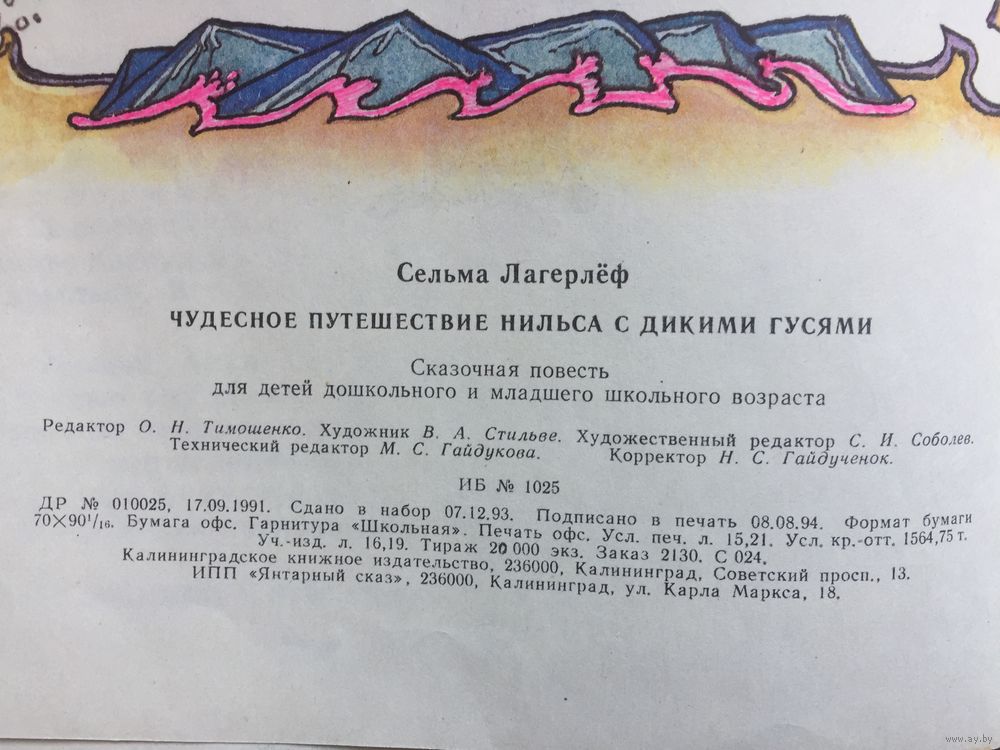 Сельма Лагерлёф
ЧУДЕСНОЕ ПУТЕШЕСТВИЕ НИЛЬСА С ДИКИМИ ГУСЯМИ
Сказочная повесть
для детей дошкольного и младшего школьного возраста
Редактор О. Н. Тимошенко. Художник В. А. Стильве. Художественный редактор С. И. Соболев.
Технический редактор М. С. Гайдукова. Корректор Н. С. Гайдученок.
ИБ № 1025
ДР № 010025, 17.09.1991. Сдано в набор 07.12.93. Подписано в печать 08.08.94. Формат бумаги
70×90¹/₁₆. Бумага офс. Гарнитура «Школьная». Печать офс. Усл. печ. л. 15,21. Усл. кр.-отт. 1564,75 т.
Уч.-изд. л. 16,19. Тираж 20 000 экз. Заказ 2130. С 024.
Калининградское книжное издательство, 236000, Калининград, Советский просп., 13.
ИПП «Янтарный сказ», 236000, Калининград, ул. Карла Маркса, 18.
www.ay.by